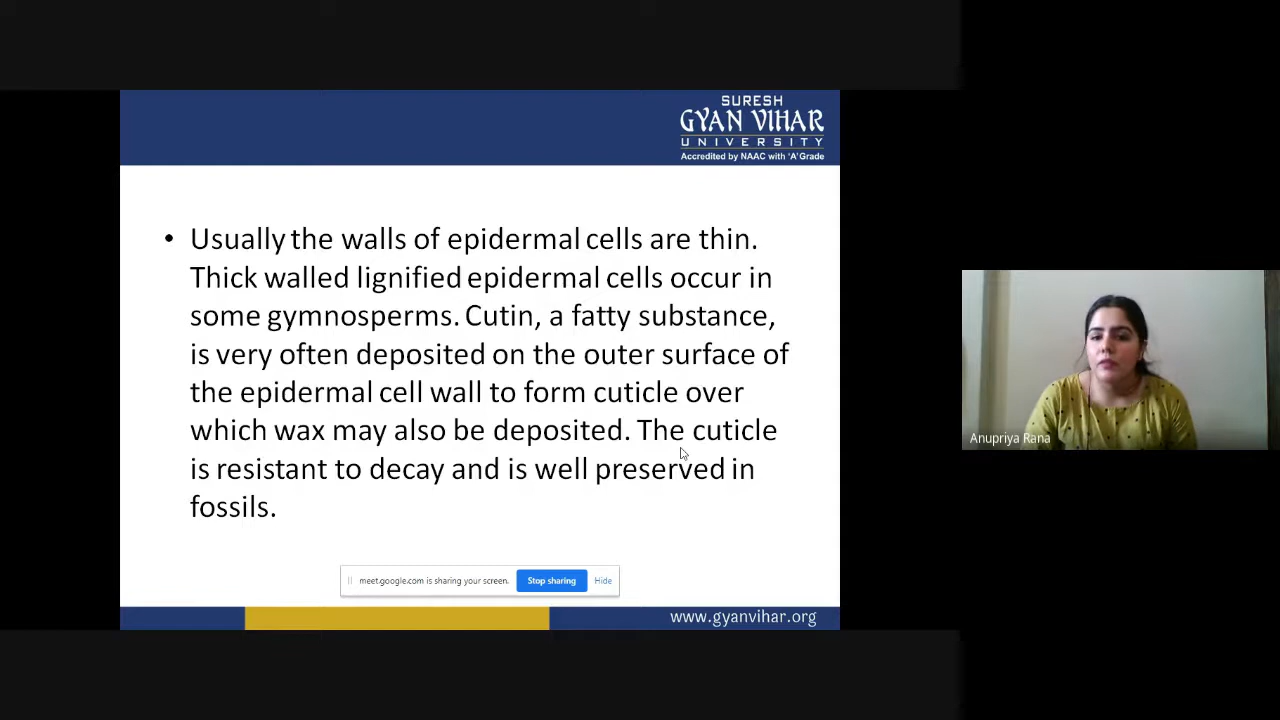 SURESH
GYAN VIHAR
UNIVERSITY
Accredited by NAAC with 'A' Grade
• Usually the walls of epidermal cells are thin.
Thick walled lignified epidermal cells occur in
some gymnosperms. Cutin, a fatty substance,
is very often deposited on the outer surface of
the epidermal cell wall to form cuticle over
which wax may also be deposited. The cuticle
is resistant to decay and is well preserved in
fossils.
Anupriya Rana
meet.google.com is sharing your screen.
Stop sharing
Hide
www.gyanvihar.org